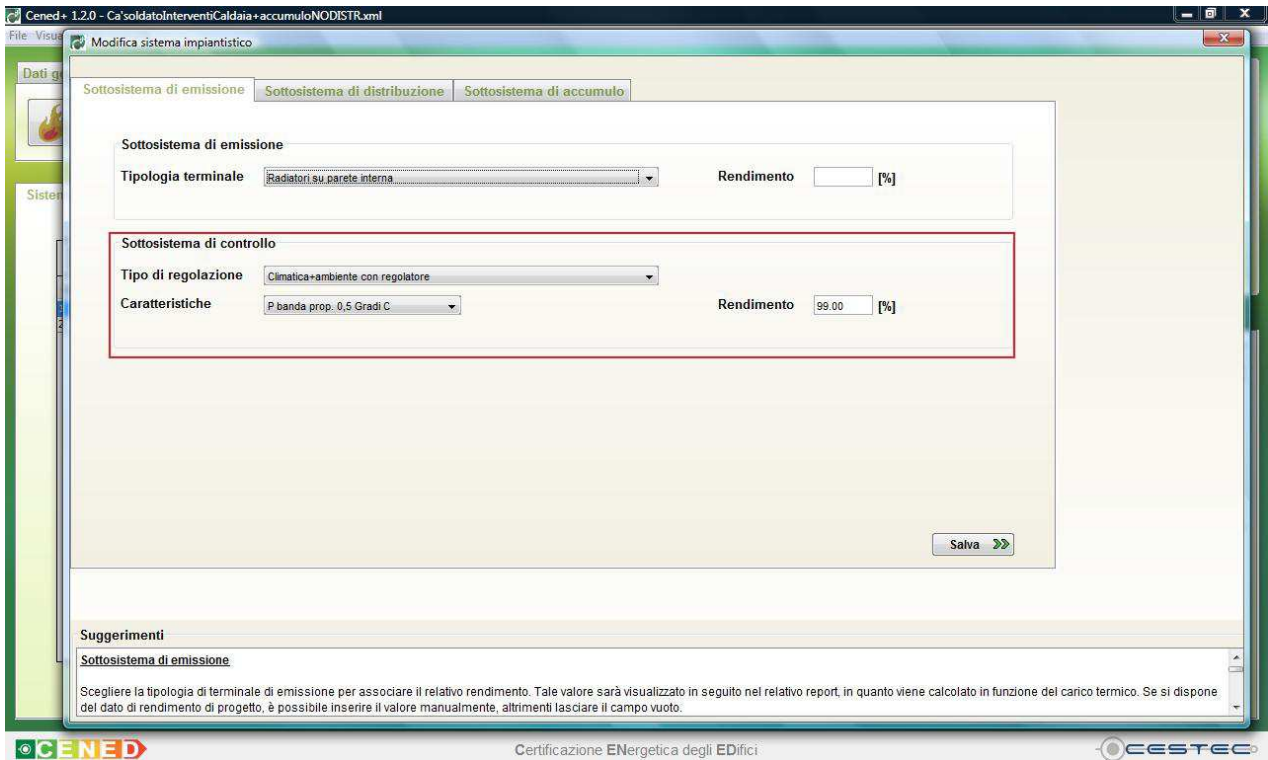 Cened+ 1.2.0 - Ca'soldatoInterventiCaldaia+accumuloNODISTR.xml
File Visua
Modifica sistema impiantistico
Dati ge
Sottosistema di emissione Sottosistema di distribuzione Sottosistema di accumulo
Sottosistema di emissione
Tipologia terminale Radiatori su parete interna Rendimento [%]
Sistem
Sottosistema di controllo
Tipo di regolazione Climatica+ambiente con regolatore
Caratteristiche P banda prop. 0,5 Gradi C Rendimento 99.00 [%]
Salva
Suggerimenti
Sottosistema di emissione
Scegliere la tipologia di terminale di emissione per associare il relativo rendimento. Tale valore sarà visualizzato in seguito nel relativo report, in quanto viene calcolato in funzione del carico termico. Se si dispone
del dato di rendimento di progetto, è possibile inserire il valore manualmente, altrimenti lasciare il campo vuoto.
CENED Certificazione ENergetica degli EDifici CESTEC